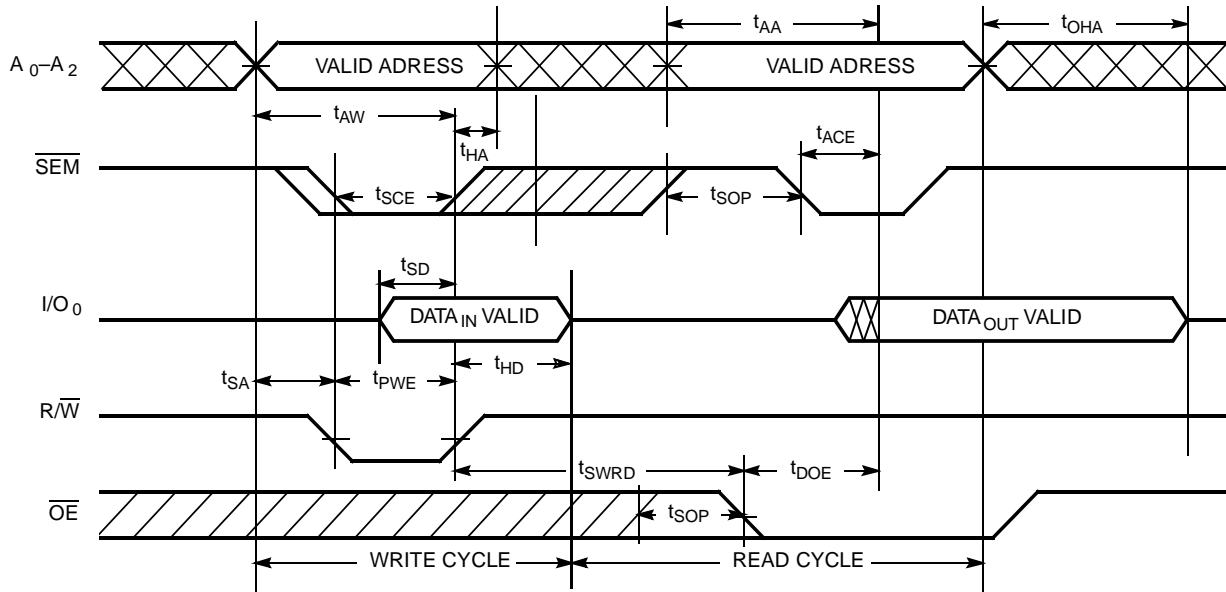 tAA
tOHA
A0–A2
VALID ADRESS
VALID ADRESS
tAW
tHA
tACE
SEM
tSCE
tSOP
tSD
I/O0
DATAIN VALID
DATAOUT VALID
tSA
tPWE
tHD
R/W
tSWRD
tDOE
OE
tSOP
WRITE CYCLE
READ CYCLE